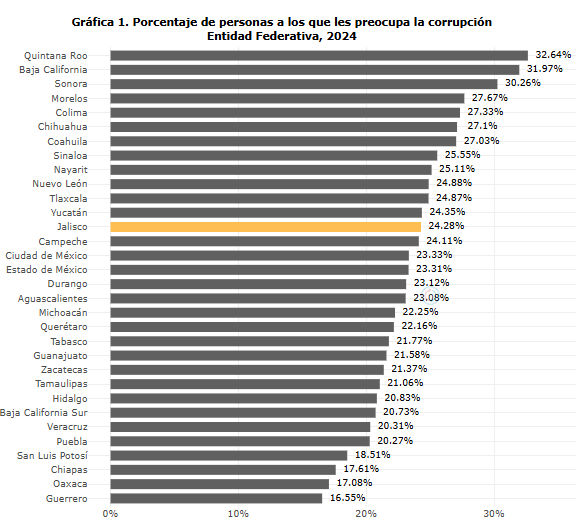 Gráfica 1. Porcentaje de personas a los que les preocupa la corrupción
Entidad Federativa, 2024
Quintana Roo 32.64%
Baja California 31.97%
Sonora 30.26%
Morelos 27.67%
Colima 27.33%
Chihuahua 27.1%
Coahuila 27.03%
Sinaloa 25.55%
Nayarit 25.11%
Nuevo León 24.88%
Tlaxcala 24.87%
Yucatán 24.35%
Jalisco 24.28%
Campeche 24.11%
Ciudad de México 23.33%
Estado de México 23.31%
Durango 23.12%
Aguascalientes 23.08%
Michoacán 22.25%
Querétaro 22.16%
Tabasco 21.77%
Guanajuato 21.58%
Zacatecas 21.37%
Tamaulipas 21.06%
Hidalgo 20.83%
Baja California Sur 20.73%
Veracruz 20.31%
Puebla 20.27%
San Luis Potosí 18.51%
Chiapas 17.61%
Oaxaca 17.08%
Guerrero 16.55%
0% 10% 20% 30%